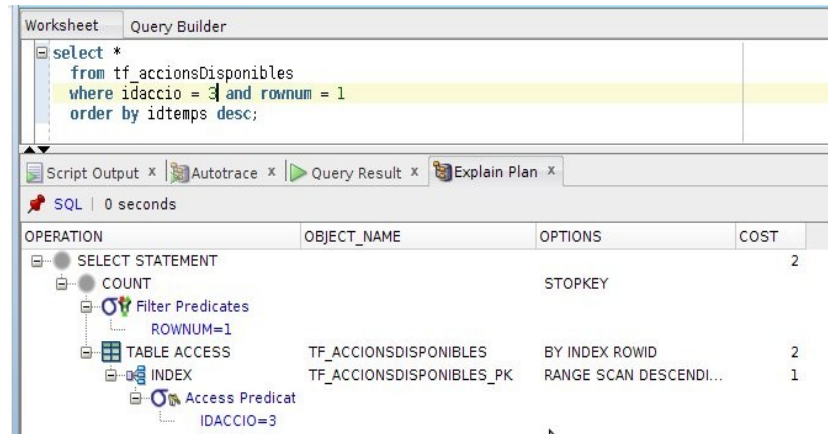 Worksheet Query Builder
select *
from tf_accionsDisponibles
where idaccio = 3 and rownum = 1
order by idtemps desc;
Script Output x Autotrace x Query Result x Explain Plan x
SQL | 0 seconds
OPERATION OBJECT_NAME OPTIONS COST
SELECT STATEMENT 2
COUNT STOPKEY
Filter Predicates
ROWNUM=1
TABLE ACCESS TF_ACCIONSDISPONIBLES BY INDEX ROWID 2
INDEX TF_ACCIONSDISPONIBLES_PK RANGE SCAN DESCENDI... 1
Access Predicat
IDACCIO=3